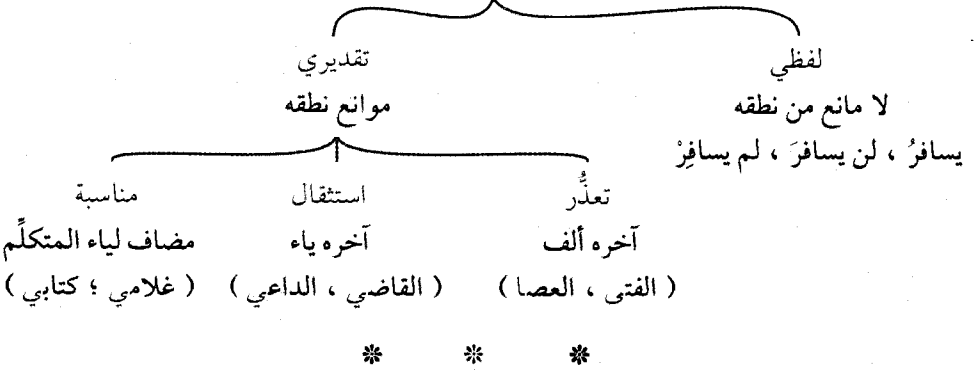 لفظي تقديري
لا مانع من نطقه موانع نطقه
يسافرُ ، لن يسافرَ ، لم يسافِرْ
تعذُّر استثقال مناسبة
آخره ألف آخره ياء مضاف لياء المتكلِّم
( الفتى ، العصا ) ( القاضي ، الداعي ) ( غلامي ؛ كتابي )